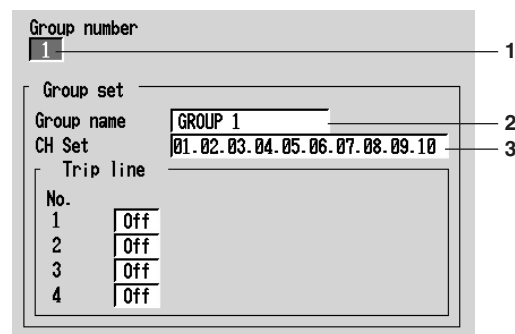 Group number
1 1
Group set
Group name GROUP 1 2
CH Set 01.02.03.04.05.06.07.08.09.10 3
Trip line
No.
1 Off
2 Off
3 Off
4 Off